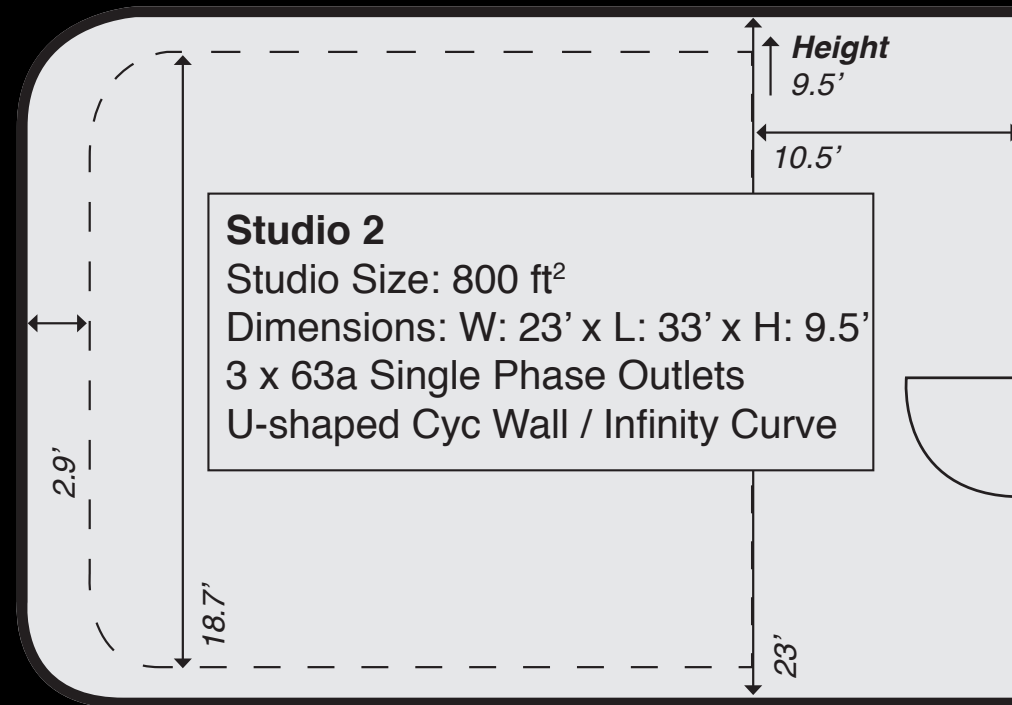 Height
9.5’
10.5’
Studio 2
Studio Size: 800 ft²
Dimensions: W: 23’ x L: 33’ x H: 9.5’
3 x 63a Single Phase Outlets
U-shaped Cyc Wall / Infinity Curve
2.9’
18.7’
23’